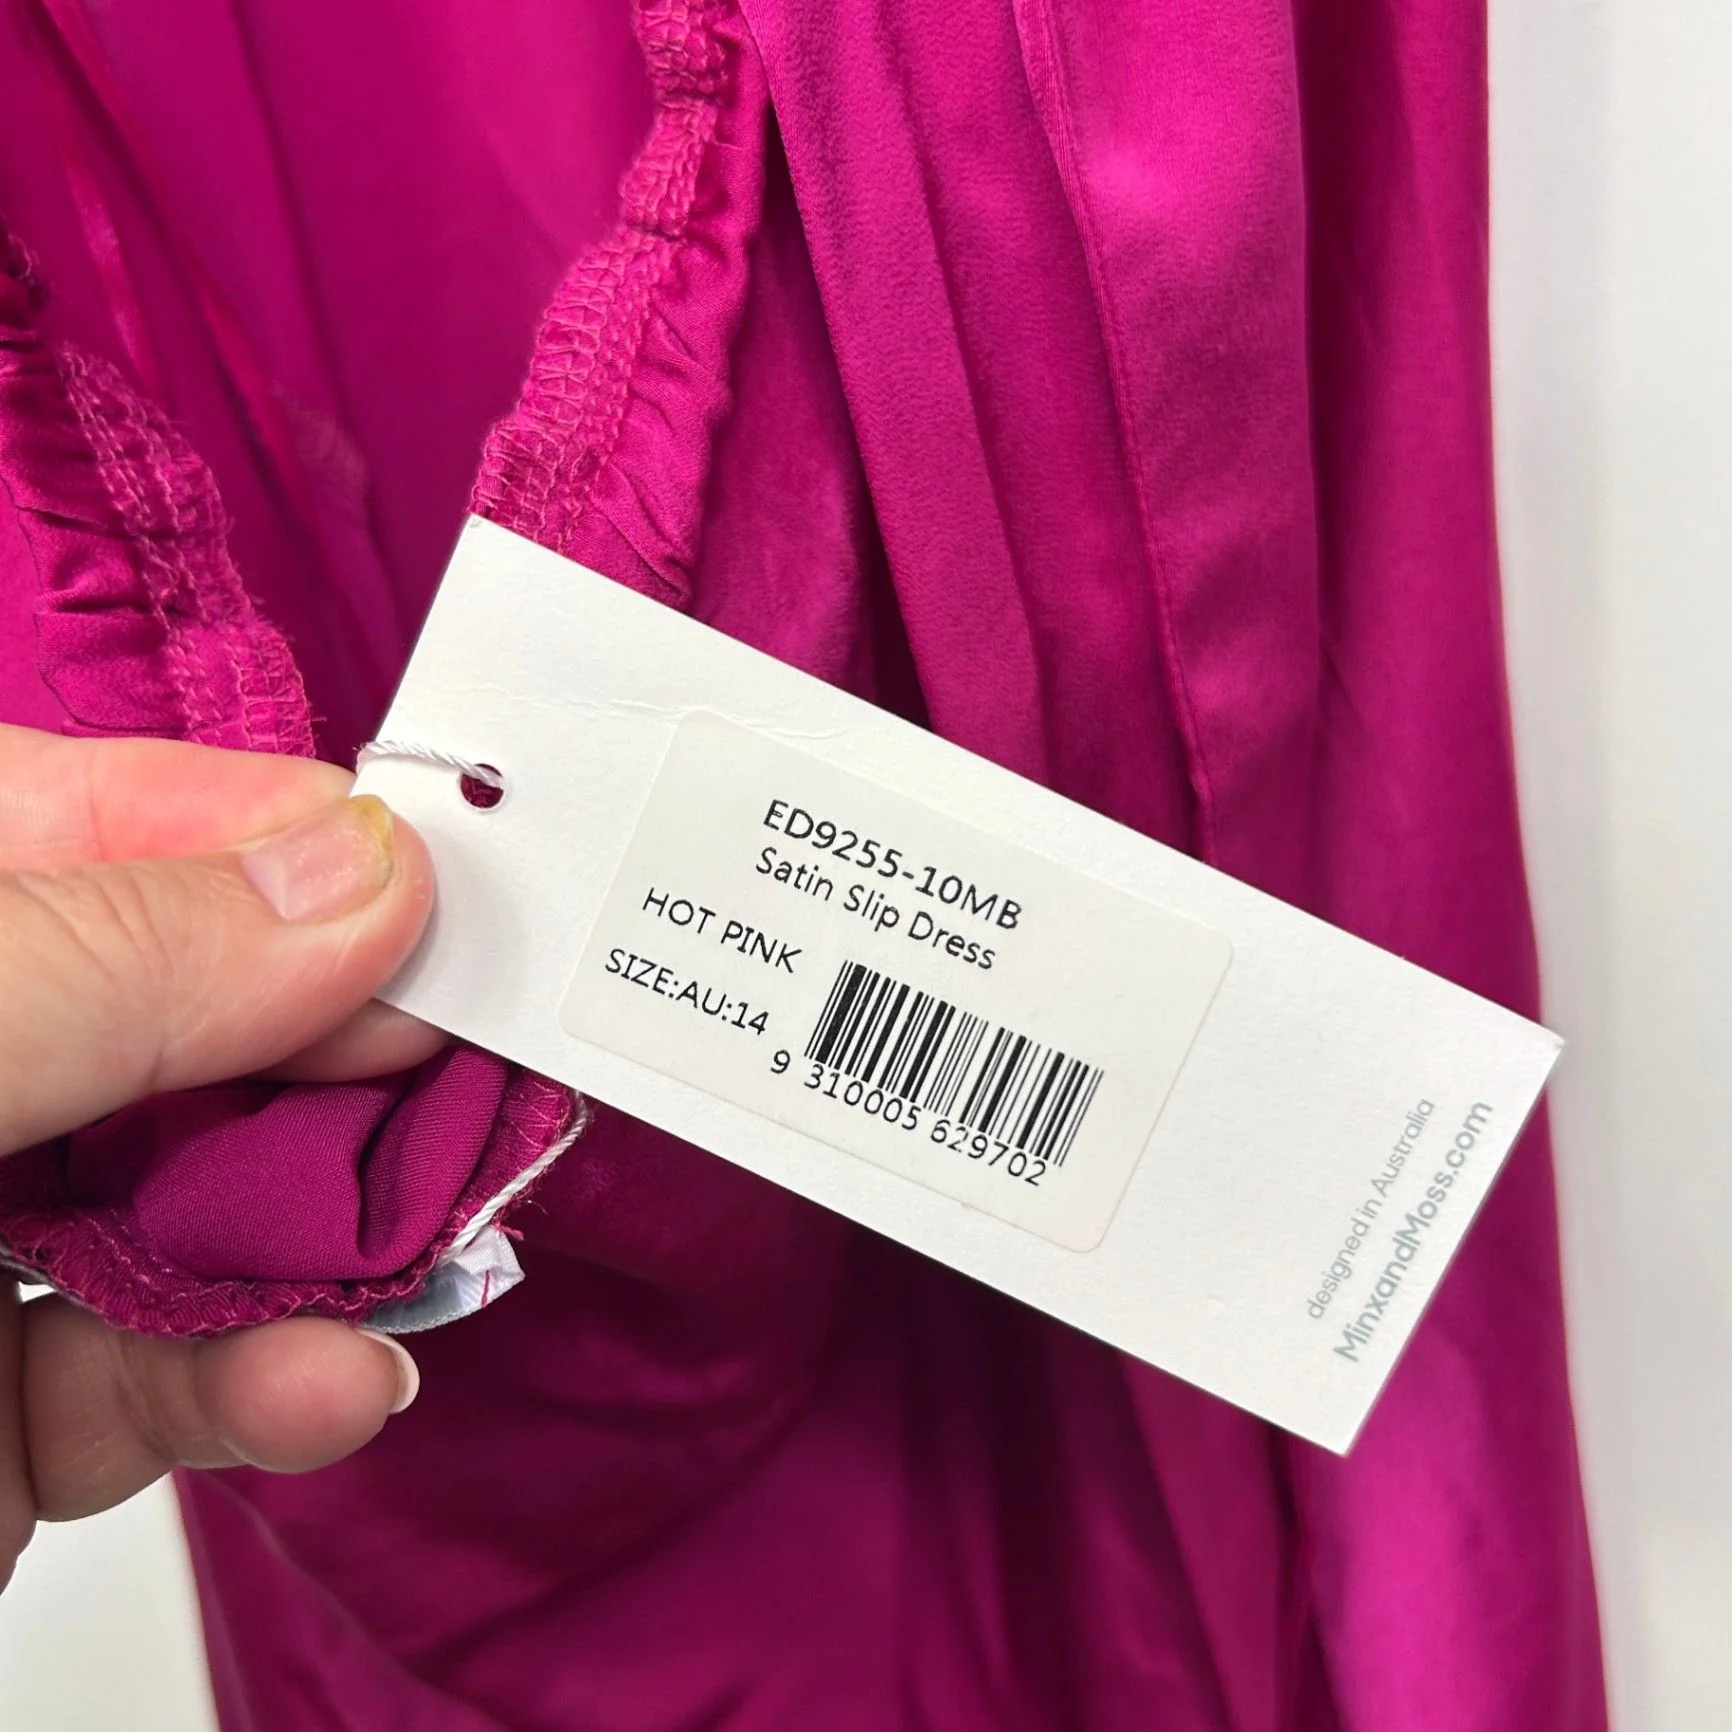 ED9255-10MB
Satin Slip Dress
HOT PINK
SIZE:AU:14
9 310005 629702
designed in Australia
MinxandMoss.com